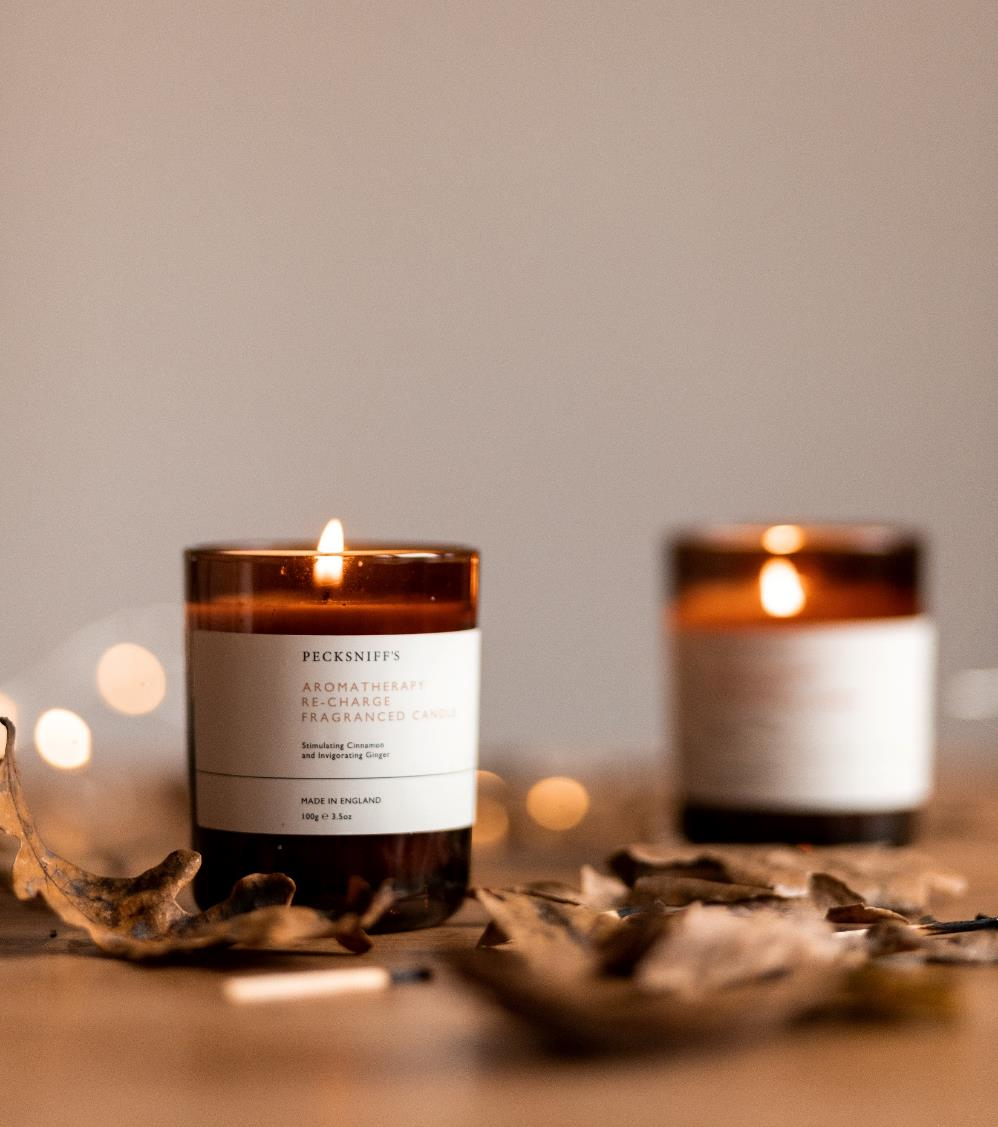 PECKSNIFF'S
AROMATHERAPY
RE-CHARGE
FRAGRANCED CANDLE
Stimulating Cinnamon
and Invigorating Ginger
MADE IN ENGLAND
100g ℮ 3.5oz